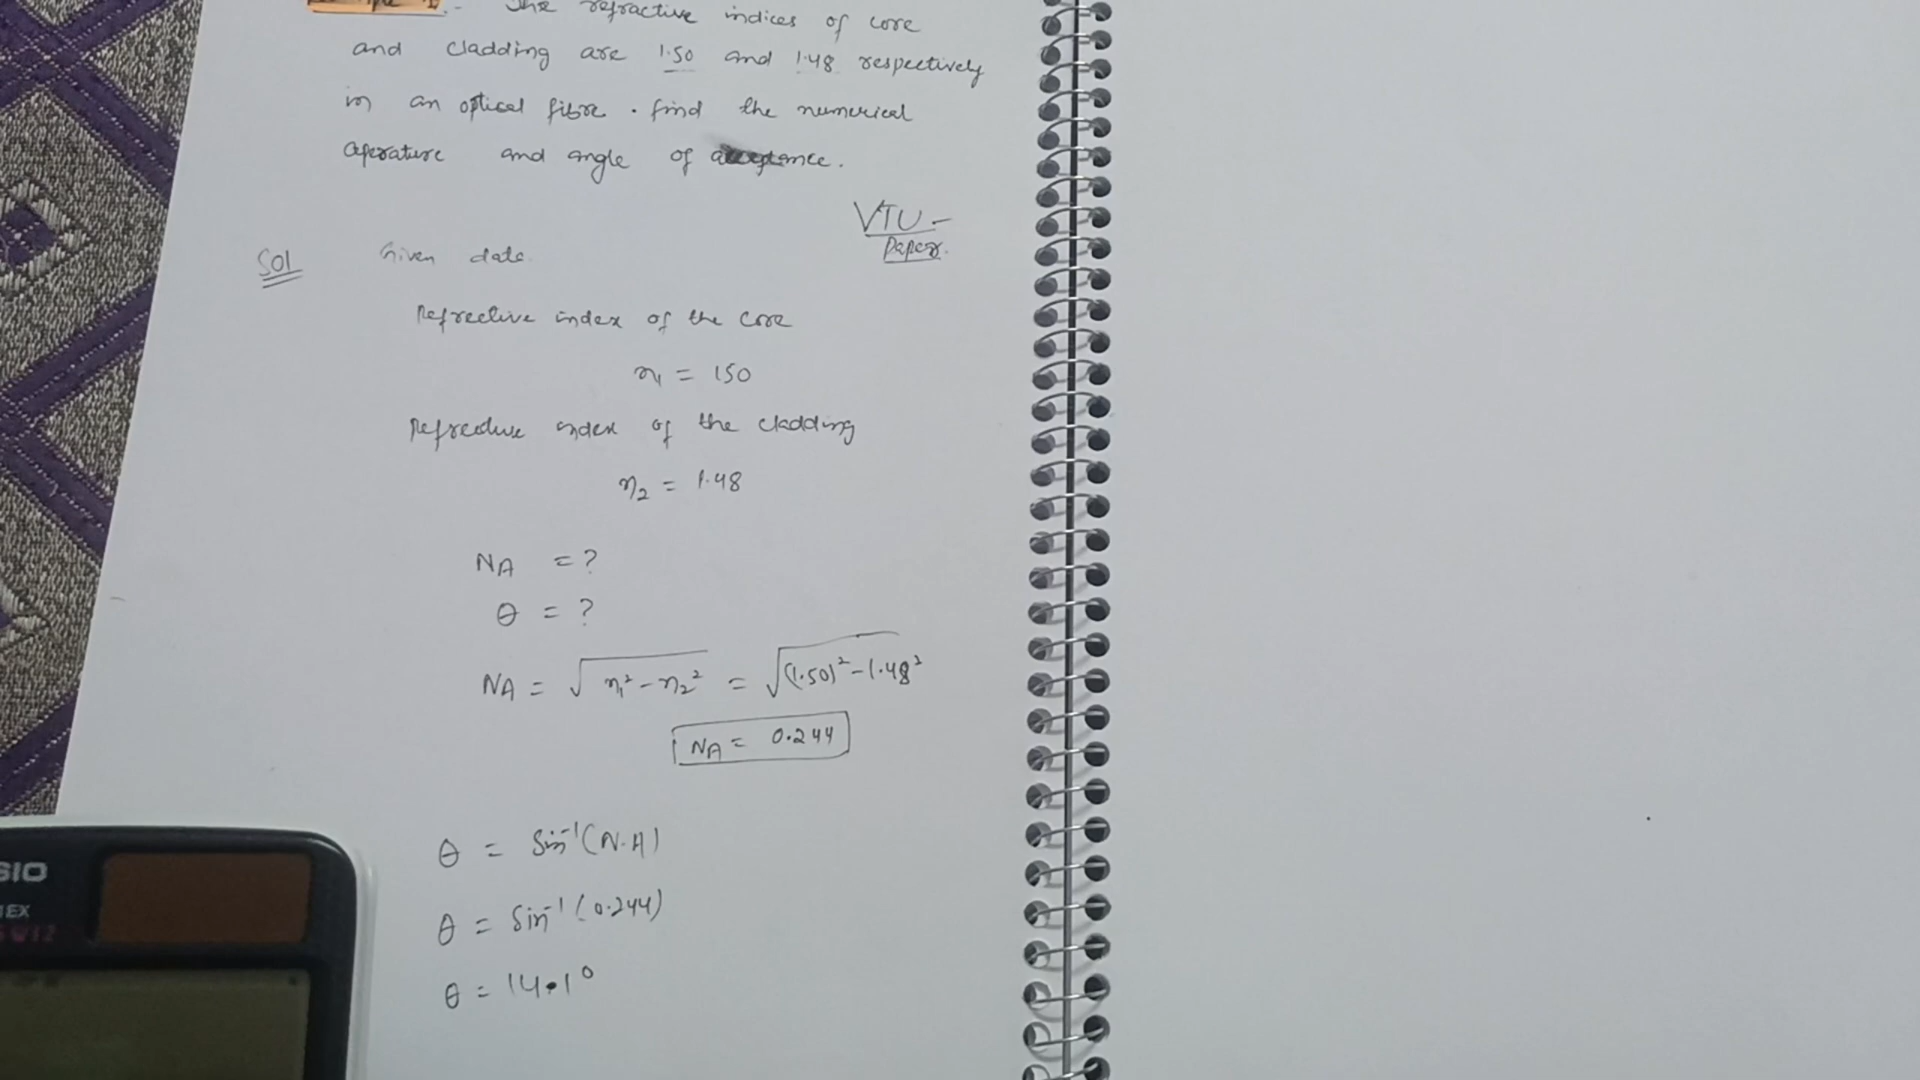 The refractive indices of core
and cladding are 1.50 and 1.48 respectively
in an optical fibre . find the numerical
aperature and angle of acceptance.
VTU -
Paper.
Sol Given data
Refrective index of the core
n1 = 150
Refrective index of the cladding
n2 = 1.48
NA = ?
θ = ?
NA = √n1² - n2² = √(1.50)² - 1.48²
NA = 0.244
θ = Sin⁻¹(N.A)
θ = Sin⁻¹(0.244)
θ = 14.1°
SIO
EX